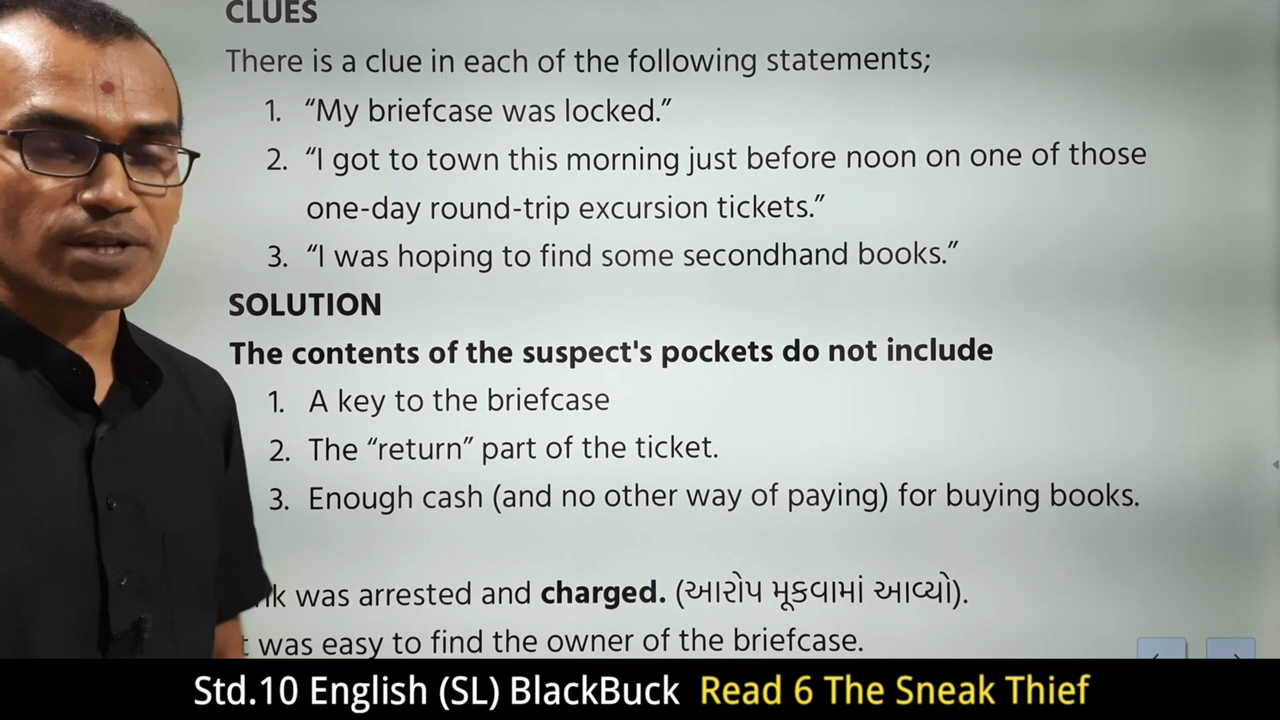 CLUES
There is a clue in each of the following statements;
1. “My briefcase was locked.”
2. “I got to town this morning just before noon on one of those
one-day round-trip excursion tickets.”
3. “I was hoping to find some secondhand books.”
SOLUTION
The contents of the suspect's pockets do not include
1. A key to the briefcase
2. The “return” part of the ticket.
3. Enough cash (and no other way of paying) for buying books.
was arrested and charged. (આરોપ મૂકવામાં આવ્યો).
was easy to find the owner of the briefcase.
Std.10 English (SL) BlackBuck Read 6 The Sneak Thief